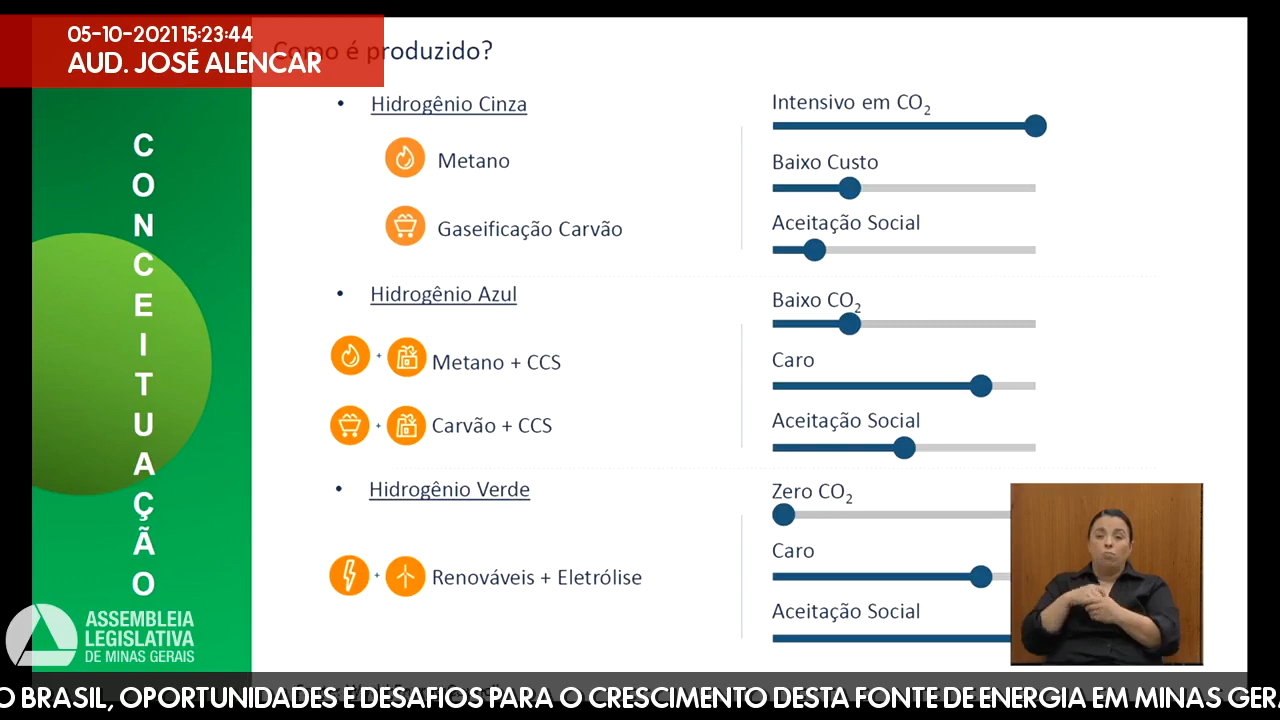 05-10-2021 15:23:44
AUD. JOSÉ ALENCAR
Como é produzido?
CONCEITUAÇÃO
• Hidrogênio Cinza
Metano
Gaseificação Carvão
Intensivo em CO2
Baixo Custo
Aceitação Social
• Hidrogênio Azul
+ Metano + CCS
+ Carvão + CCS
Baixo CO2
Caro
Aceitação Social
• Hidrogênio Verde
+ Renováveis + Eletrólise
Zero CO2
Caro
Aceitação Social
ASSEMBLEIA
LEGISLATIVA
DE MINAS GERAIS
O BRASIL, OPORTUNIDADES E DESAFIOS PARA O CRESCIMENTO DESTA FONTE DE ENERGIA EM MINAS GER